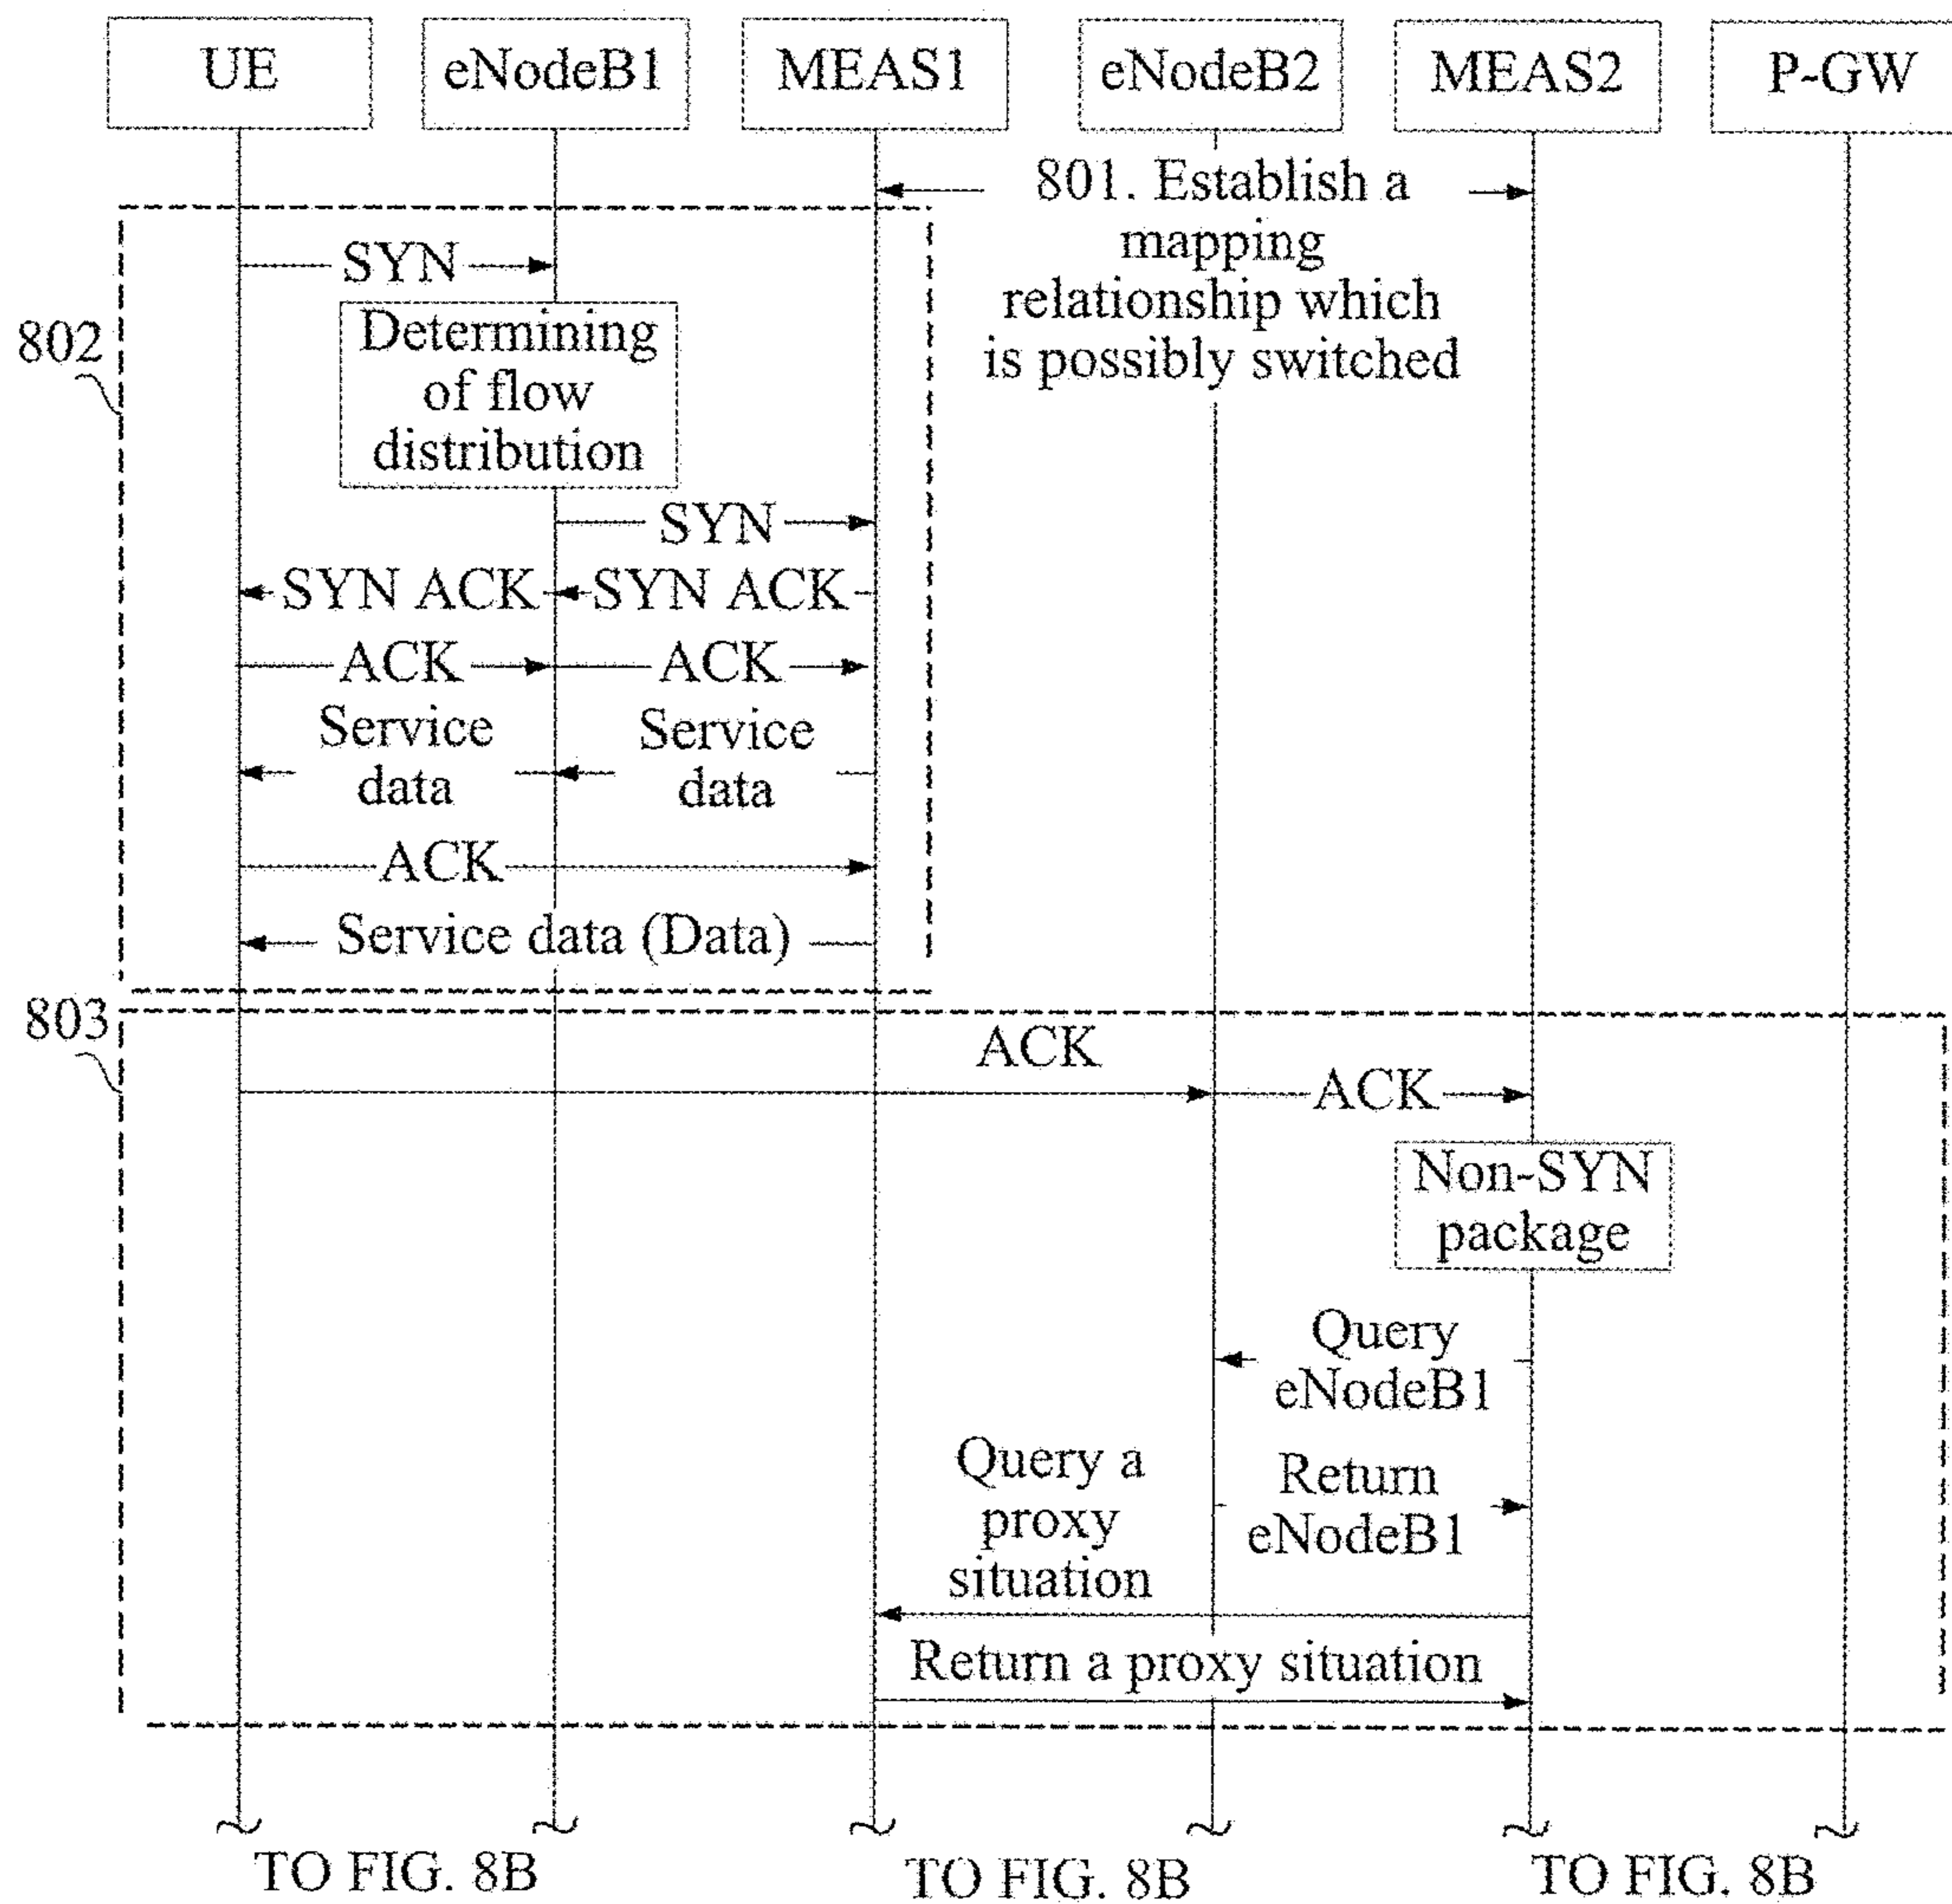 UE
eNodeB1
MEAS1
eNodeB2
MEAS2
P-GW
801. Establish a
mapping
relationship which
is possibly switched
802
SYN
Determining
of flow
distribution
SYN
SYN ACK
SYN ACK
ACK
ACK
Service
data
Service
data
ACK
Service data (Data)
803
ACK
ACK
Non-SYN
package
Query
eNodeB1
Return
eNodeB1
Query a
proxy
situation
Return a proxy situation
TO FIG. 8B
TO FIG. 8B
TO FIG. 8B